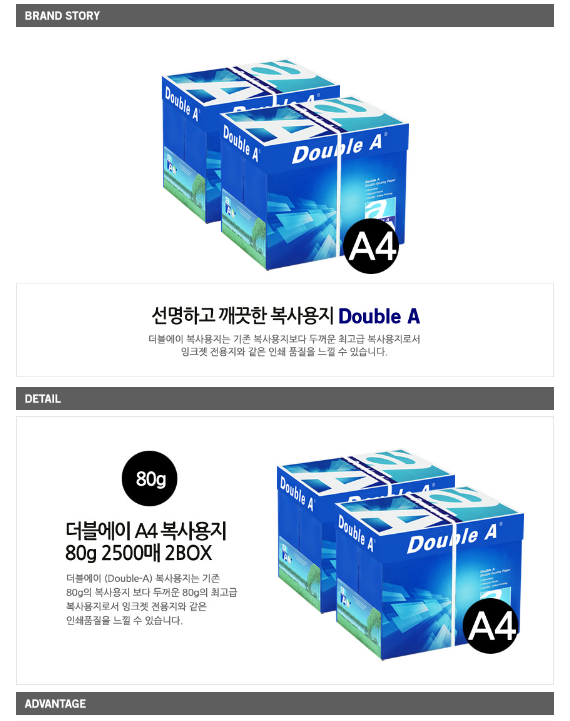 BRAND STORY
Double A
Double A
Double A
A4
선명하고 깨끗한 복사용지 Double A
더블에이 복사용지는 기존 복사용지보다 두꺼운 최고급 복사용지로서
잉크젯 전용지와 같은 인쇄 품질을 느낄 수 있습니다.
DETAIL
80g
더블에이 A4 복사용지
80g 2500매 2BOX
더블에이 (Double-A) 복사용지는 기존
80g의 복사용지 보다 두꺼운 80g의 최고급
복사용지로서 잉크젯 전용지와 같은
인쇄품질을 느낄 수 있습니다.
Double A
Double A
Double A
A4
ADVANTAGE